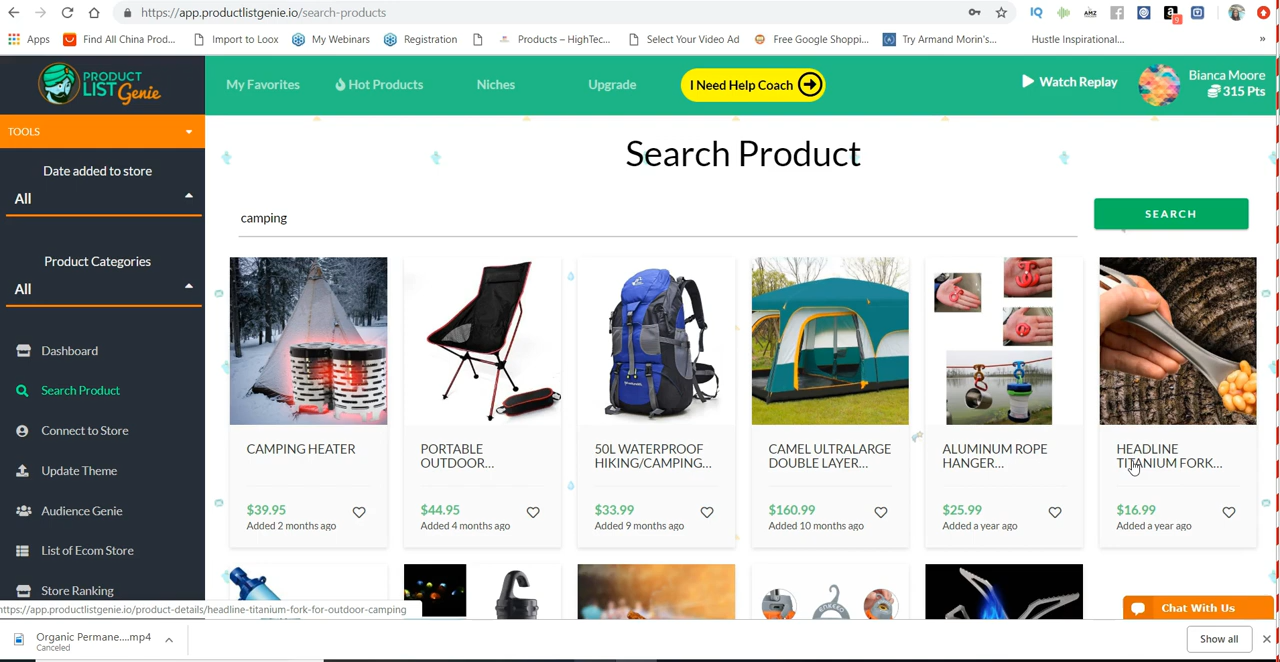 https://app.productlistgenie.io/search-products
IQ
AMZ
a
9
Apps
Find All China Prod...
Import to Loox
My Webinars
Registration
Products – HighTec...
Select Your Video Ad
Free Google Shoppi...
Try Armand Morin's...
Hustle Inspirational...
»
PRODUCT
LIST Genie
My Favorites
Hot Products
Niches
Upgrade
I Need Help Coach
Watch Replay
Bianca Moore
315 Pts
TOOLS
Date added to store
All
Product Categories
All
Dashboard
Search Product
Connect to Store
Update Theme
Audience Genie
List of Ecom Store
Store Ranking
Search Product
camping
SEARCH
CAMPING HEATER
$39.95
Added 2 months ago
PORTABLE
OUTDOOR...
$44.95
Added 4 months ago
50L WATERPROOF
HIKING/CAMPING...
$33.99
Added 9 months ago
CAMEL ULTRALARGE
DOUBLE LAYER...
$160.99
Added 10 months ago
ALUMINUM ROPE
HANGER...
$25.99
Added a year ago
HEADLINE
TITANIUM FORK...
$16.99
Added a year ago
https://app.productlistgenie.io/product-details/headline-titanium-fork-for-outdoor-camping
Chat With Us
Organic Permane....mp4
Canceled
Show all